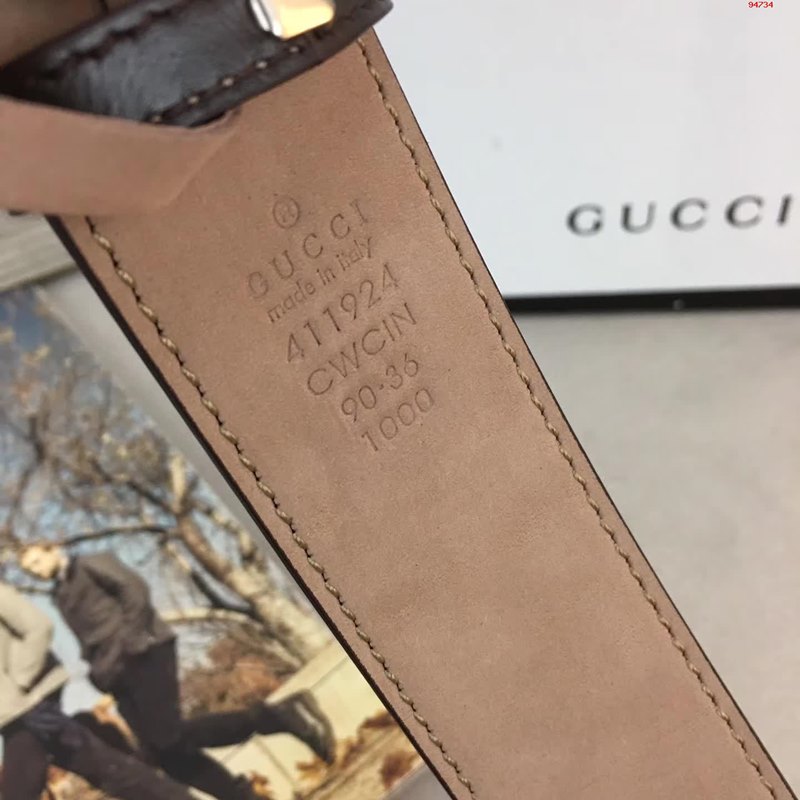 94734
GUCCI
GUCCI
made in italy
411924
CWCIN
90·36
1000